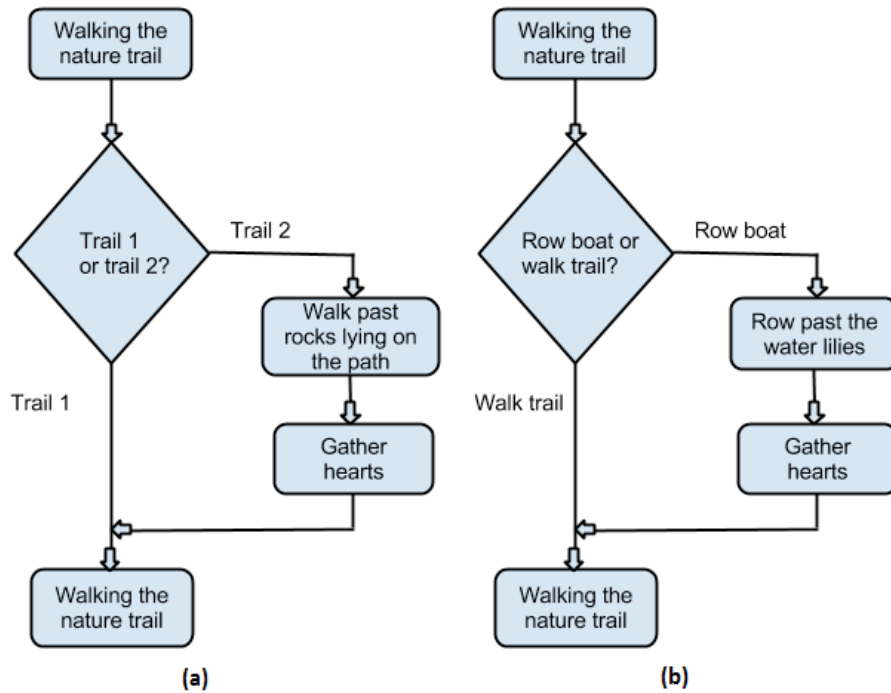 Walking the
nature trail
Trail 1
or trail 2?
Trail 2
Walk past
rocks lying on
the path
Trail 1
Gather
hearts
Walking the
nature trail
(a)
Walking the
nature trail
Row boat or
walk trail?
Row boat
Row past the
water lilies
Walk trail
Gather
hearts
Walking the
nature trail
(b)